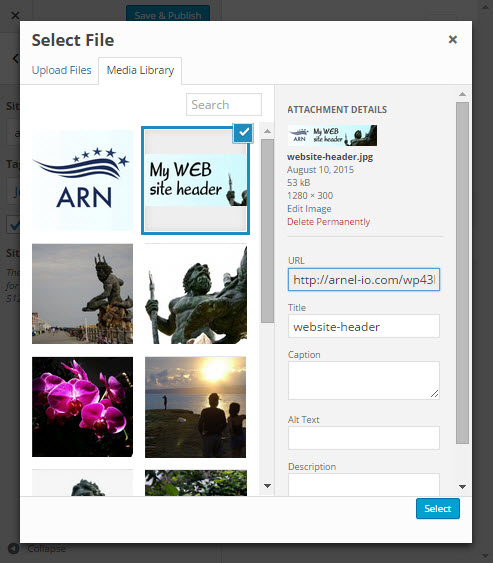 Save & Publish
Select File
Upload Files
Media Library
Search
ARN
My WEB
site header
ATTACHMENT DETAILS
My WEB
site header
website-header.jpg
August 10, 2015
53 kB
1280 × 300
Edit Image
Delete Permanently
URL
http://arnel-io.com/wp43
Title
website-header
Caption
Alt Text
Description
Select
Collapse